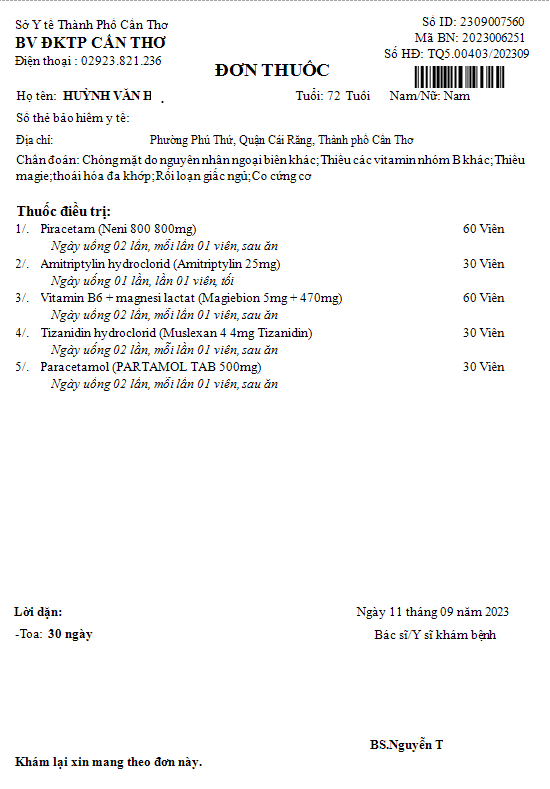 Sở Y tế Thành Phố Cần Thơ
Số ID: 2309007560
BV ĐKTP CẦN THƠ
Mã BN: 2023006251
Điện thoại : 02923.821.236
Số HĐ: TQ5.00403/202309
ĐƠN THUỐC
Họ tên: HUỲNH VĂN B
Tuổi: 72 Tuổi Nam/Nữ: Nam
Số thẻ bảo hiểm y tế:
Địa chỉ: Phường Phú Thứ, Quận Cái Răng, Thành phố Cần Thơ
Chẩn đoán: Chóng mặt do nguyên nhân ngoại biên khác;Thiếu các vitamin nhóm B khác;Thiếu
magie;thoái hóa đa khớp;Rối loạn giấc ngủ;Co cứng cơ
Thuốc điều trị:
1/. Piracetam (Neni 800 800mg) 60 Viên
Ngày uống 02 lần, mỗi lần 01 viên, sau ăn
2/. Amitriptylin hydroclorid (Amitriptylin 25mg) 30 Viên
Ngày uống 01 lần, lần 01 viên, tối
3/. Vitamin B6 + magnesi lactat (Magiebion 5mg + 470mg) 60 Viên
Ngày uống 02 lần, mỗi lần 01 viên, sau ăn
4/. Tizanidin hydroclorid (Muslexan 4 4mg Tizanidin) 30 Viên
Ngày uống 02 lần, mỗi lần 01 viên, sau ăn
5/. Paracetamol (PARTAMOL TAB 500mg) 30 Viên
Ngày uống 02 lần, mỗi lần 01 viên, sau ăn
Lời dặn:
Ngày 11 tháng 09 năm 2023
-Toa: 30 ngày
Bác sĩ/Y sĩ khám bệnh
BS.Nguyễn T
Khám lại xin mang theo đơn này.